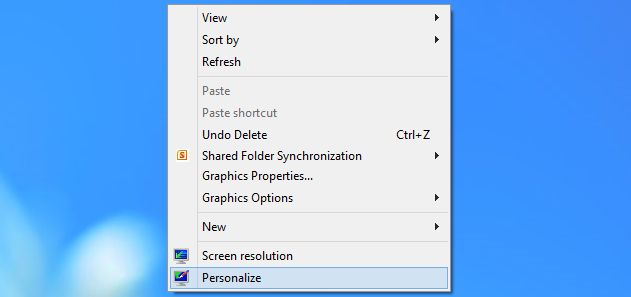 View
Sort by
Refresh
Paste
Paste shortcut
Undo Delete Ctrl+Z
S Shared Folder Synchronization
Graphics Properties...
Graphics Options
New
Screen resolution
Personalize